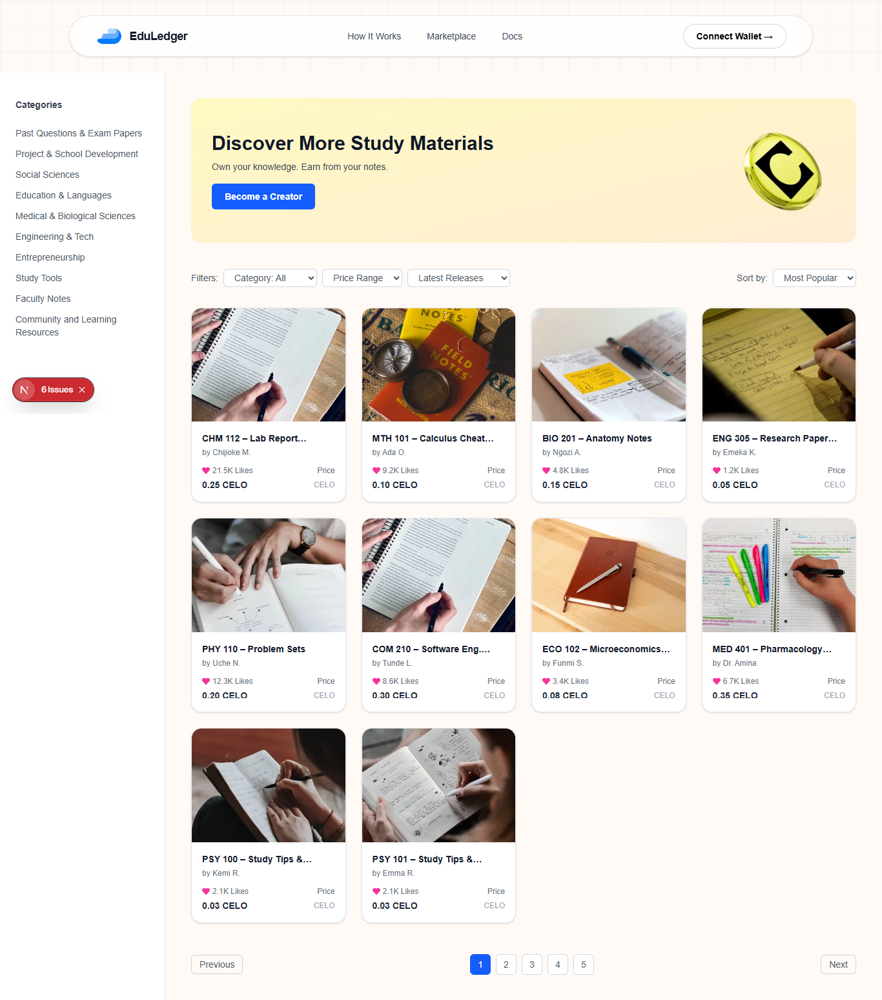 EduLedger
How It Works
Marketplace
Docs
Connect Wallet →
Categories
Past Questions & Exam Papers
Project & School Development
Social Sciences
Education & Languages
Medical & Biological Sciences
Engineering & Tech
Entrepreneurship
Study Tools
Faculty Notes
Community and Learning
Resources
6 Issues
Discover More Study Materials
Own your knowledge. Earn from your notes.
Become a Creator
Filters:
Category: All
Price Range
Latest Releases
Sort by:
Most Popular
FIELD
NOTES
CHM 112 – Lab Report...
by Chijioke M.
21.5K Likes
Price
0.25 CELO
CELO
MTH 101 – Calculus Cheat...
by Ada O.
9.2K Likes
Price
0.10 CELO
CELO
BIO 201 – Anatomy Notes
by Ngozi A.
4.8K Likes
Price
0.15 CELO
CELO
ENG 305 – Research Paper...
by Emeka K.
1.2K Likes
Price
0.05 CELO
CELO
PHY 110 – Problem Sets
by Uche N.
12.3K Likes
Price
0.20 CELO
CELO
COM 210 – Software Eng....
by Tunde L.
8.6K Likes
Price
0.30 CELO
CELO
ECO 102 – Microeconomics...
by Funmi S.
3.4K Likes
Price
0.08 CELO
CELO
MED 401 – Pharmacology...
by Dr. Amina
6.7K Likes
Price
0.35 CELO
CELO
PSY 100 – Study Tips &...
by Kemi R.
2.1K Likes
Price
0.03 CELO
CELO
PSY 101 – Study Tips &...
by Emma R.
2.1K Likes
Price
0.03 CELO
CELO
Previous
1
2
3
4
5
Next